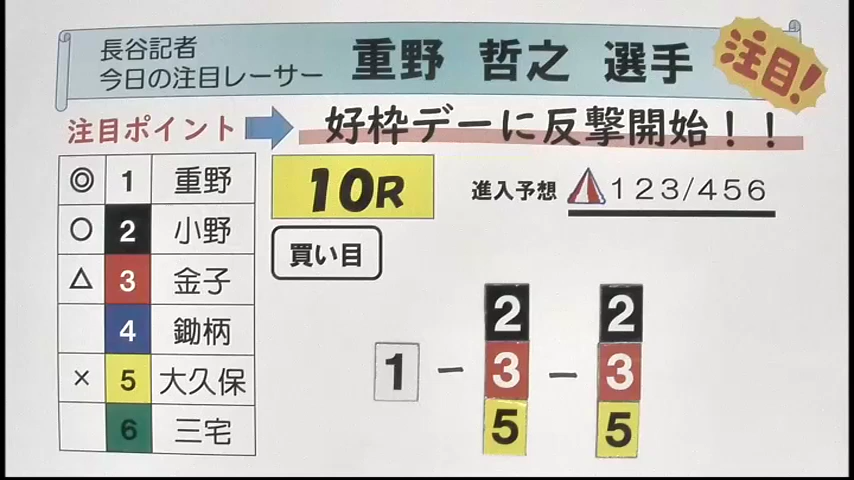 長谷記者
今日の注目レーサー 重野 哲之 選手
注目!
注目ポイント 好枠デーに反撃開始！！
◎ 1 重野
○ 2 小野
△ 3 金子
4 鋤柄
× 5 大久保
6 三宅
10R
進入予想 123/456
買い目
2 2
1 - 3 - 3
5 5